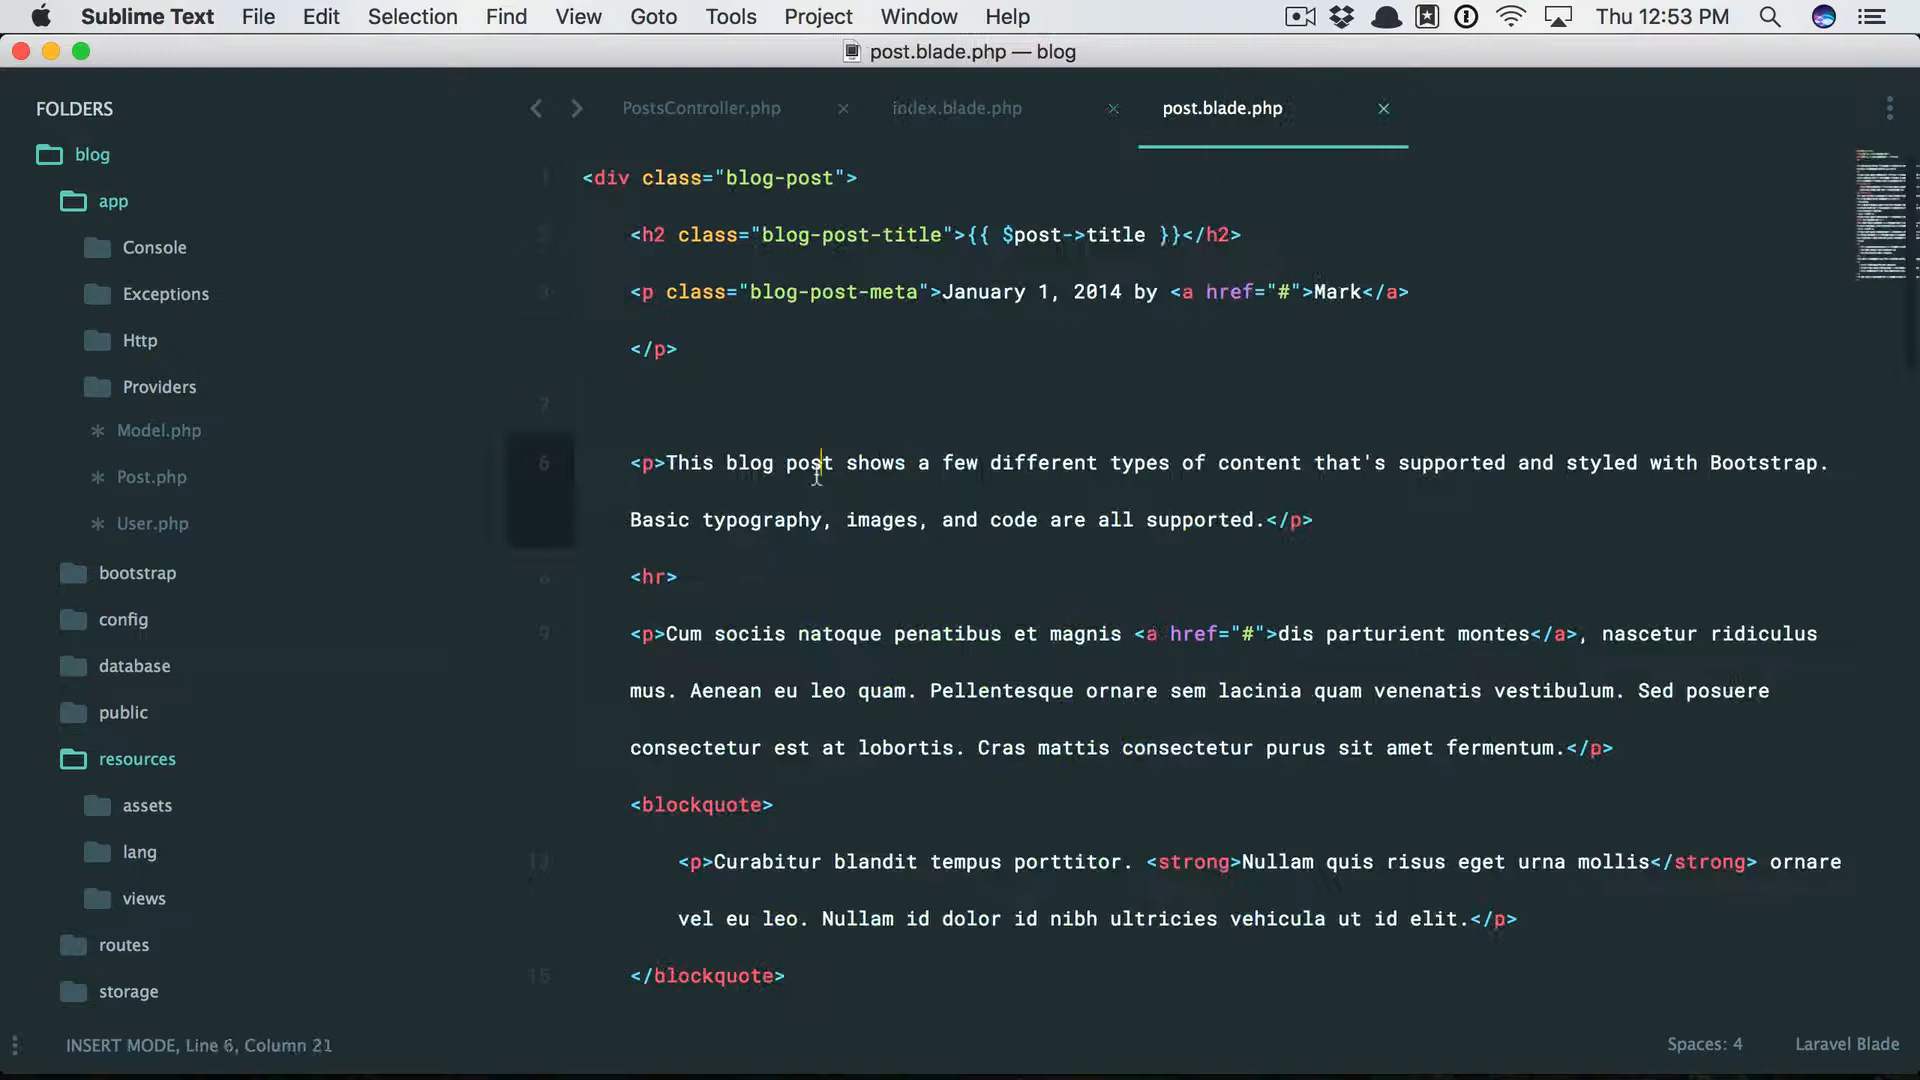 Sublime Text File Edit Selection Find View Goto Tools Project Window Help Thu 12:53 PM
post.blade.php — blog
FOLDERS
blog
app
Console
Exceptions
Http
Providers
Model.php
Post.php
User.php
bootstrap
config
database
public
resources
assets
lang
views
routes
storage
PostsController.php index.blade.php post.blade.php
1 <div class="blog-post">
2 <h2 class="blog-post-title">{{ $post->title }}</h2>
3 <p class="blog-post-meta">January 1, 2014 by <a href="#">Mark</a>
</p>
7
6 <p>This blog post shows a few different types of content that's supported and styled with Bootstrap.
Basic typography, images, and code are all supported.</p>
<hr>
9 <p>Cum sociis natoque penatibus et magnis <a href="#">dis parturient montes</a>, nascetur ridiculus
mus. Aenean eu leo quam. Pellentesque ornare sem lacinia quam venenatis vestibulum. Sed posuere
consectetur est at lobortis. Cras mattis consectetur purus sit amet fermentum.</p>
<blockquote>
<p>Curabitur blandit tempus porttitor. <strong>Nullam quis risus eget urna mollis</strong> ornare
vel eu leo. Nullam id dolor id nibh ultricies vehicula ut id elit.</p>
15 </blockquote>
INSERT MODE, Line 6, Column 21 Spaces: 4 Laravel Blade